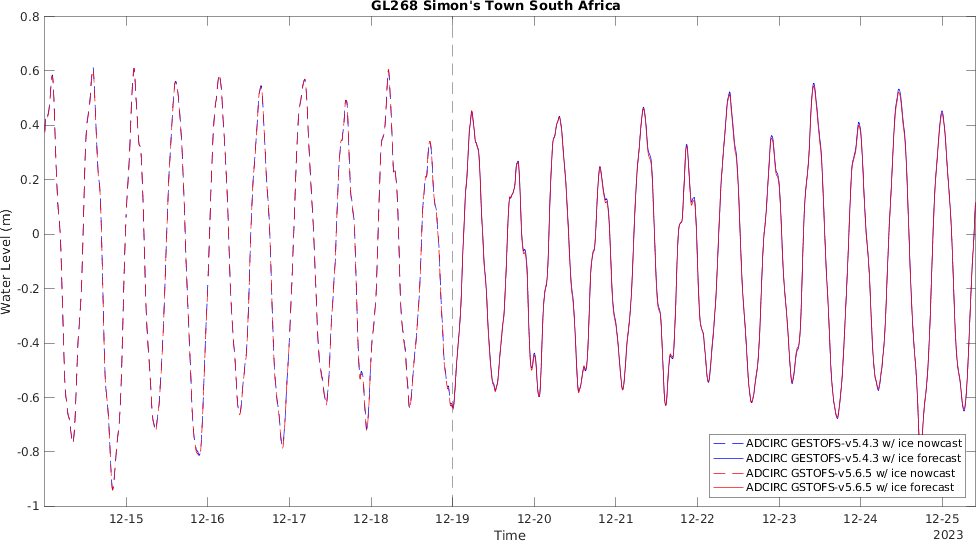 GL268 Simon's Town South Africa
0.8
0.6
0.4
0.2
0
-0.2
-0.4
-0.6
-0.8
-1
Water Level (m)
ADCIRC GESTOFS-v5.4.3 w/ ice nowcast
ADCIRC GESTOFS-v5.4.3 w/ ice forecast
ADCIRC GSTOFS-v5.6.5 w/ ice nowcast
ADCIRC GSTOFS-v5.6.5 w/ ice forecast
12-15 12-16 12-17 12-18 12-19 12-20 12-21 12-22 12-23 12-24 12-25
Time
2023